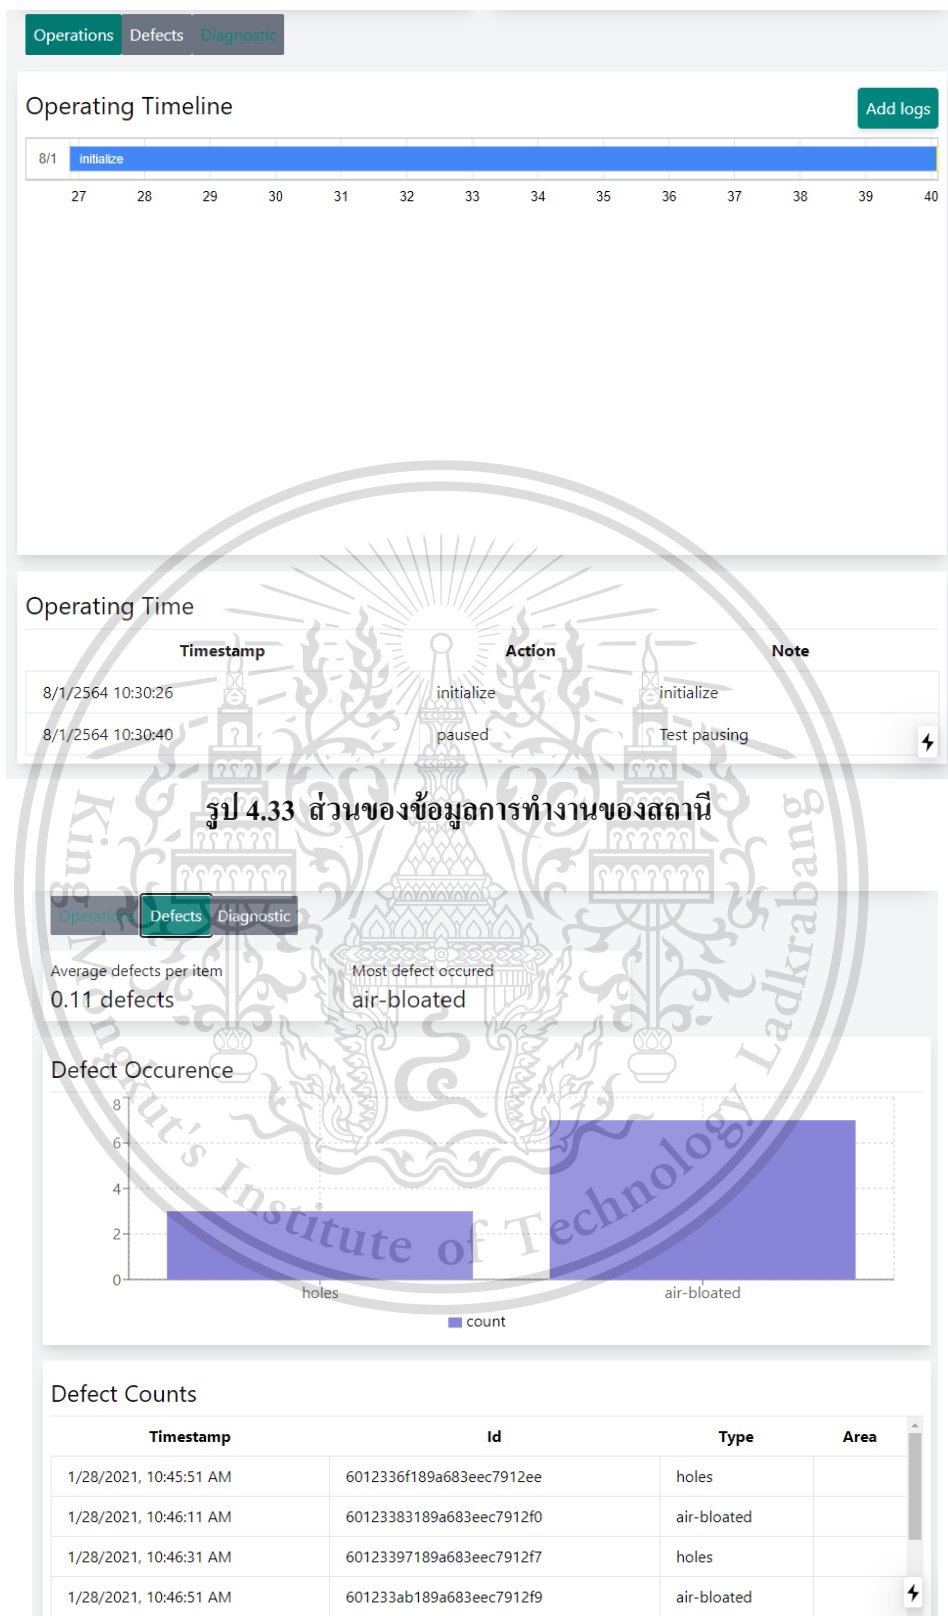 Operations Defects Diagnostic
Operating Timeline
Add logs
8/1 initialize
27 28 29 30 31 32 33 34 35 36 37 38 39 40
Operating Time
Timestamp Action Note
8/1/2564 10:30:26 initialize initialize
8/1/2564 10:30:40 paused Test pausing
รูป 4.33 ส่วนของข้อมูลการทำงานของสถานี
King Mongkut's Institute of Technology Ladkrabang
Operations Defects Diagnostic
Average defects per item Most defect occured
0.11 defects air-bloated
Defect Occurence
8
6
4
2
0
holes air-bloated
count
Defect Counts
Timestamp Id Type Area
1/28/2021, 10:45:51 AM 6012336f189a683eec7912ee holes
1/28/2021, 10:46:11 AM 60123383189a683eec7912f0 air-bloated
1/28/2021, 10:46:31 AM 60123397189a683eec7912f7 holes
1/28/2021, 10:46:51 AM 601233ab189a683eec7912f9 air-bloated